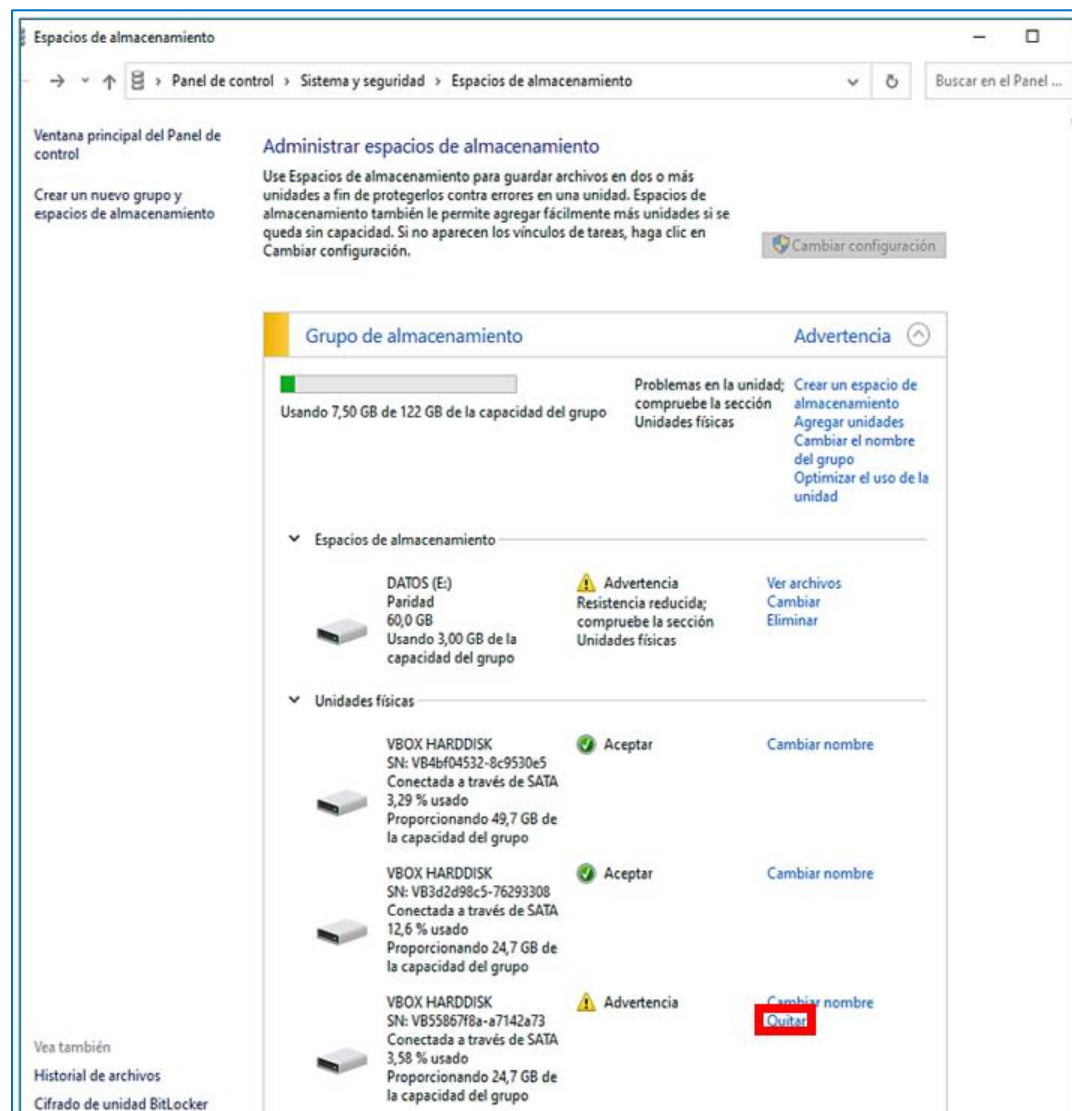 Espacios de almacenamiento
Panel de control > Sistema y seguridad > Espacios de almacenamiento
Buscar en el Panel ...
Ventana principal del Panel de
control
Crear un nuevo grupo y
espacios de almacenamiento
Administrar espacios de almacenamiento
Use Espacios de almacenamiento para guardar archivos en dos o más
unidades a fin de protegerlos contra errores en una unidad. Espacios de
almacenamiento también le permite agregar fácilmente más unidades si se
queda sin capacidad. Si no aparecen los vínculos de tareas, haga clic en
Cambiar configuración.
Cambiar configuración
Grupo de almacenamiento
Advertencia
Usando 7,50 GB de 122 GB de la capacidad del grupo
Problemas en la unidad;
compruebe la sección
Unidades físicas
Crear un espacio de
almacenamiento
Agregar unidades
Cambiar el nombre
del grupo
Optimizar el uso de la
unidad
Espacios de almacenamiento
DATOS (E:)
Paridad
60,0 GB
Usando 3,00 GB de la
capacidad del grupo
Advertencia
Resistencia reducida;
compruebe la sección
Unidades físicas
Ver archivos
Cambiar
Eliminar
Unidades físicas
VBOX HARDDISK
SN: VB4bf04532-8c9530e5
Conectada a través de SATA
3,29 % usado
Proporcionando 49,7 GB de
la capacidad del grupo
Aceptar
Cambiar nombre
VBOX HARDDISK
SN: VB3d2d98c5-76293308
Conectada a través de SATA
12,6 % usado
Proporcionando 24,7 GB de
la capacidad del grupo
Aceptar
Cambiar nombre
VBOX HARDDISK
SN: VB55867f8a-a7142a73
Conectada a través de SATA
3,58 % usado
Proporcionando 24,7 GB de
la capacidad del grupo
Advertencia
Cambiar nombre
Quitar
Vea también
Historial de archivos
Cifrado de unidad BitLocker